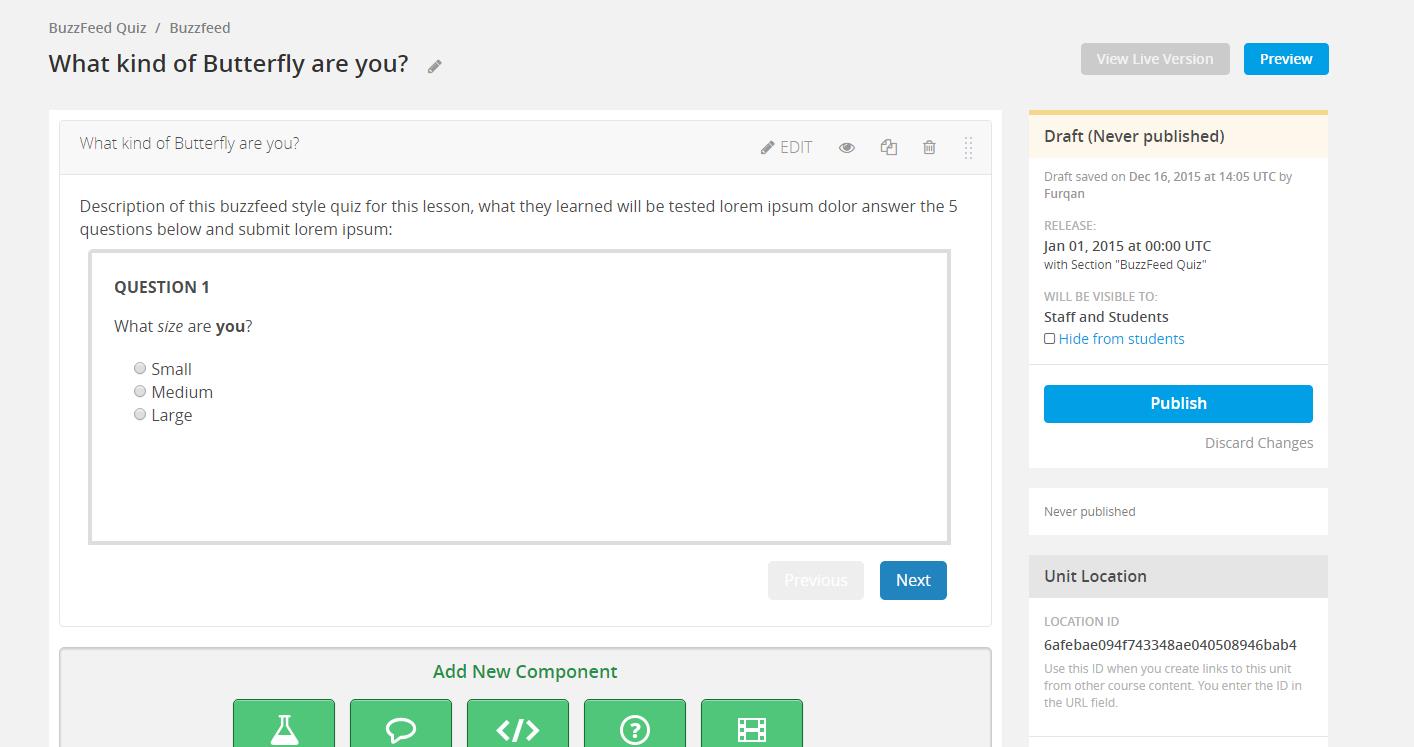 BuzzFeed Quiz / Buzzfeed
What kind of Butterfly are you?
View Live Version
Preview
What kind of Butterfly are you?
EDIT
Description of this buzzfeed style quiz for this lesson, what they learned will be tested lorem ipsum dolor answer the 5
questions below and submit lorem ipsum:
QUESTION 1
What size are you?
Small
Medium
Large
Previous
Next
Add New Component
Draft (Never published)
Draft saved on Dec 16, 2015 at 14:05 UTC by
Furqan
RELEASE:
Jan 01, 2015 at 00:00 UTC
with Section "BuzzFeed Quiz"
WILL BE VISIBLE TO:
Staff and Students
Hide from students
Publish
Discard Changes
Never published
Unit Location
LOCATION ID
6afebae094f743348ae040508946bab4
Use this ID when you create links to this unit
from other course content. You enter the ID in
the URL field.